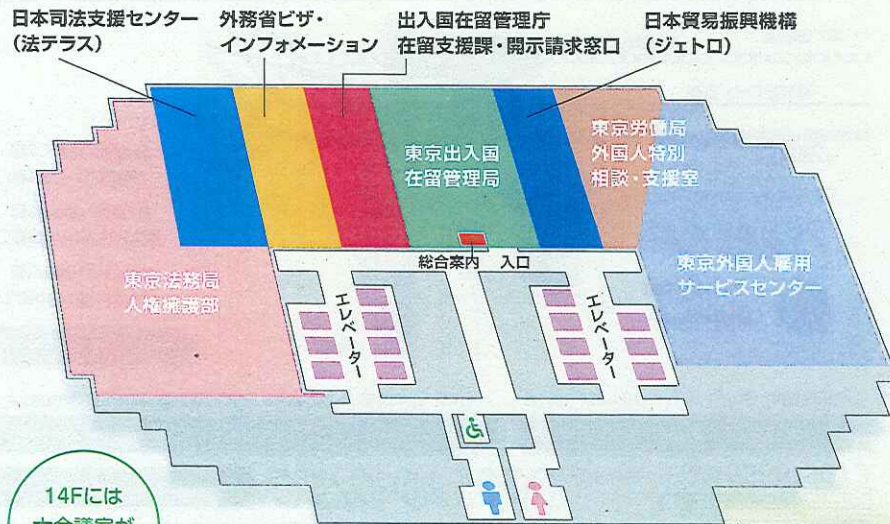 日本司法支援センター
(法テラス)
外務省ビザ・
インフォメーション
出入国在留管理庁
在留支援課・開示請求窓口
日本貿易振興機構
(ジェトロ)
東京出入国
在留管理局
東京労働局
外国人特別
相談・支援室
総合案内
入口
東京法務局
人権擁護部
エレベーター
エレベーター
東京外国人雇用
サービスセンター
14Fには